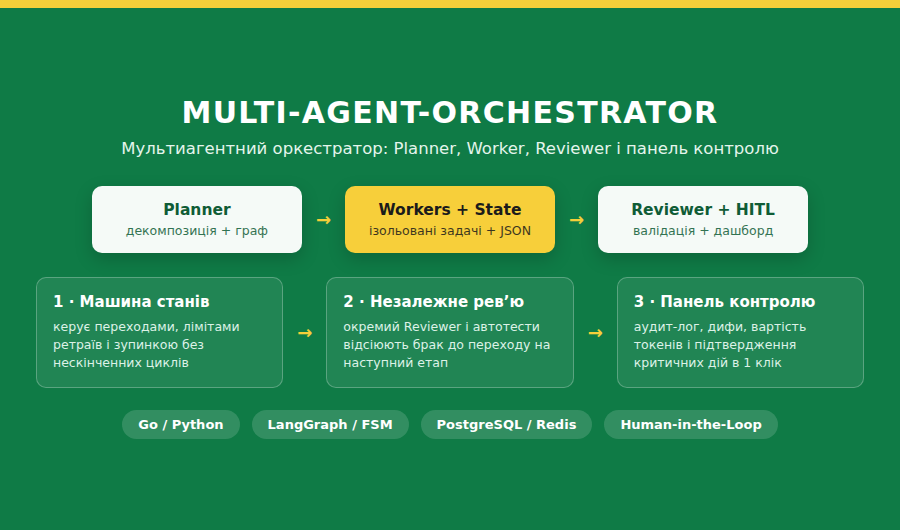 MULTI-AGENT-ORCHESTRATOR
Мультиагентний оркестратор: Planner, Worker, Reviewer і панель контролю
Planner
декомпозиція + граф
→
Workers + State
ізольовані задачі + JSON
→
Reviewer + HITL
валідація + дашборд
1 · Машина станів
керує переходами, лімітами
ретраїв і зупинкою без
нескінченних циклів
→
2 · Незалежне рев’ю
окремий Reviewer і автотести
відсіюють брак до переходу на
наступний етап
→
3 · Панель контролю
аудит-лог, дифи, вартість
токенів і підтвердження
критичних дій в 1 клік
Go / Python
LangGraph / FSM
PostgreSQL / Redis
Human-in-the-Loop